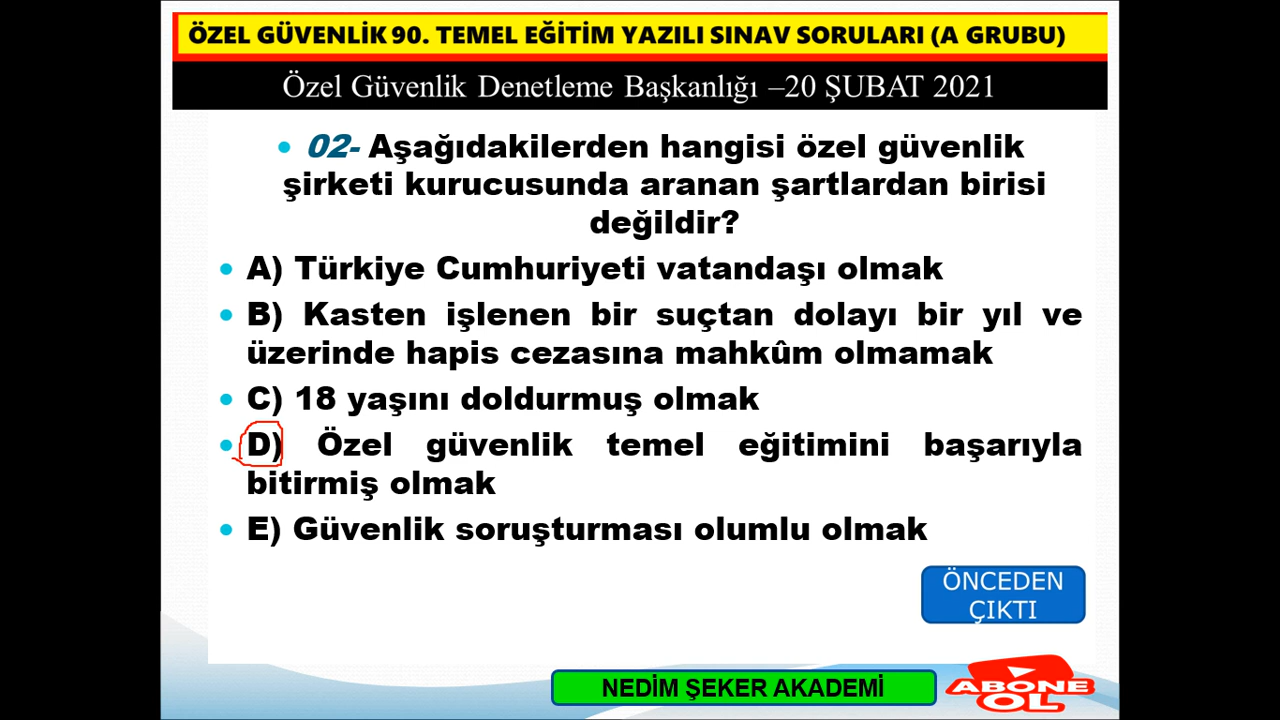 ÖZEL GÜVENLİK 90. TEMEL EĞİTİM YAZILI SINAV SORULARI (A GRUBU)
Özel Güvenlik Denetleme Başkanlığı –20 ŞUBAT 2021
02- Aşağıdakilerden hangisi özel güvenlik
şirketi kurucusunda aranan şartlardan birisi
değildir?
A) Türkiye Cumhuriyeti vatandaşı olmak
B) Kasten işlenen bir suçtan dolayı bir yıl ve
üzerinde hapis cezasına mahkûm olmamak
C) 18 yaşını doldurmuş olmak
D) Özel güvenlik temel eğitimini başarıyla
bitirmiş olmak
E) Güvenlik soruşturması olumlu olmak
ÖNCEDEN
ÇIKTI
NEDİM ŞEKER AKADEMİ
ABONE
OL